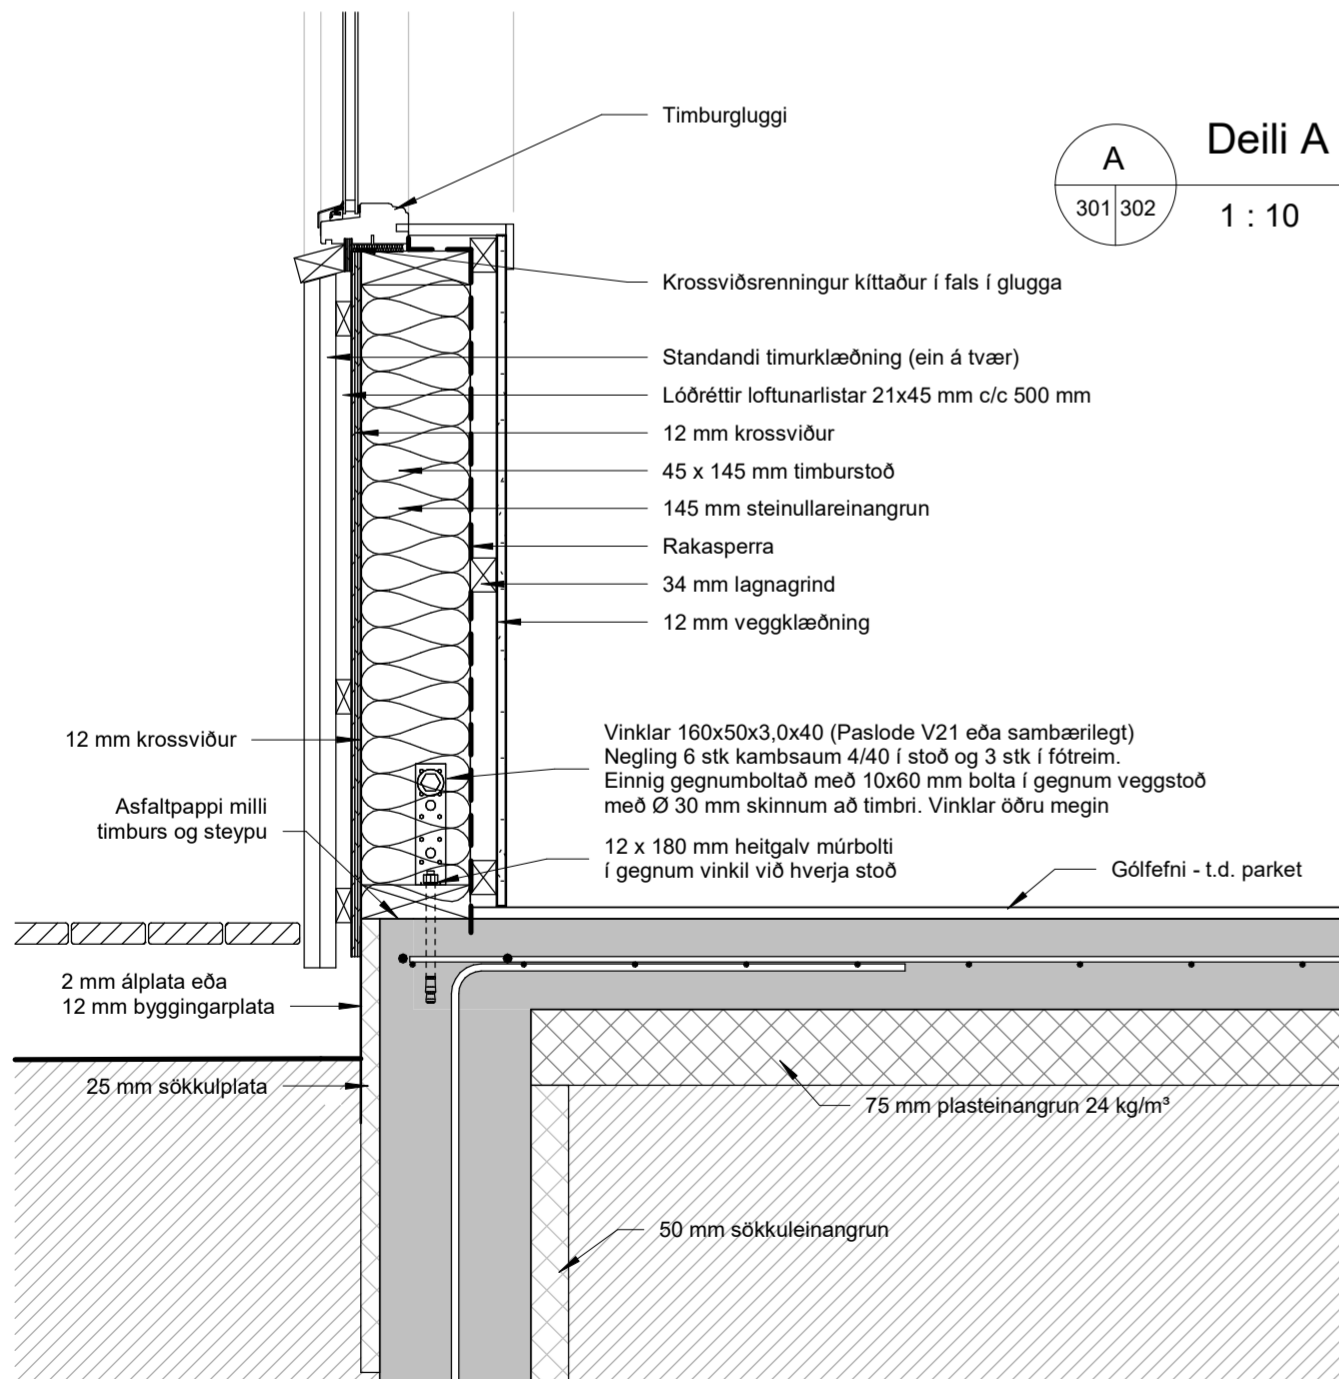 Timburgluggi
Deili A
A
301 302
1 : 10
Krossviðsrenningur kíttaður í fals í glugga
Standandi timurklæðning (ein á tvær)
Lóðréttir loftunarlistar 21x45 mm c/c 500 mm
12 mm krossviður
45 x 145 mm timburstoð
145 mm steinullareinangrun
Rakasperra
34 mm lagnagrind
12 mm veggklæðning
12 mm krossviður
Asfaltpappi milli
timburs og steypu
Vinklar 160x50x3,0x40 (Paslode V21 eða sambærilegt)
Negling 6 stk kambsaum 4/40 í stoð og 3 stk í fótreim.
Einnig gegnumboltað með 10x60 mm bolta í gegnum veggstoð
með Ø 30 mm skinnum að timbri. Vinklar öðru megin
12 x 180 mm heitgalv múrbolti
í gegnum vinkil við hverja stoð
Gólfefni - t.d. parket
2 mm álplata eða
12 mm byggingarplata
25 mm sökkulplata
75 mm plasteinangrun 24 kg/m³
50 mm sökkuleinangrun